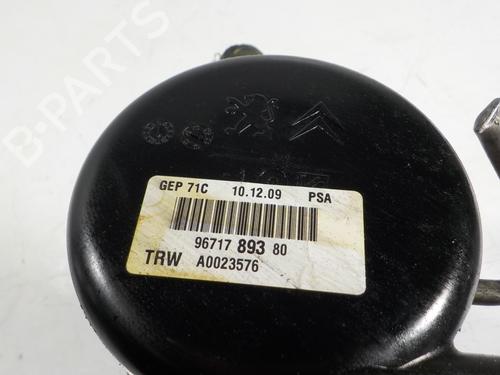 B-PARTS
GEP 71C 10.12.09 PSA
96717 893 80
TRW A0023576